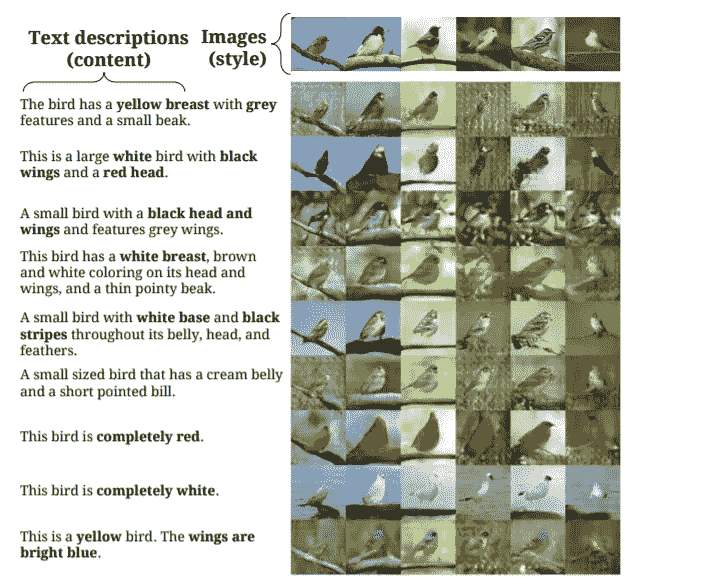 Text descriptions
(content)
Images
(style)
The bird has a yellow breast with grey
features and a small beak.
This is a large white bird with black
wings and a red head.
A small bird with a black head and
wings and features grey wings.
This bird has a white breast, brown
and white coloring on its head and
wings, and a thin pointy beak.
A small bird with white base and black
stripes throughout its belly, head, and
feathers.
A small sized bird that has a cream belly
and a short pointed bill.
This bird is completely red.
This bird is completely white.
This is a yellow bird. The wings are
bright blue.